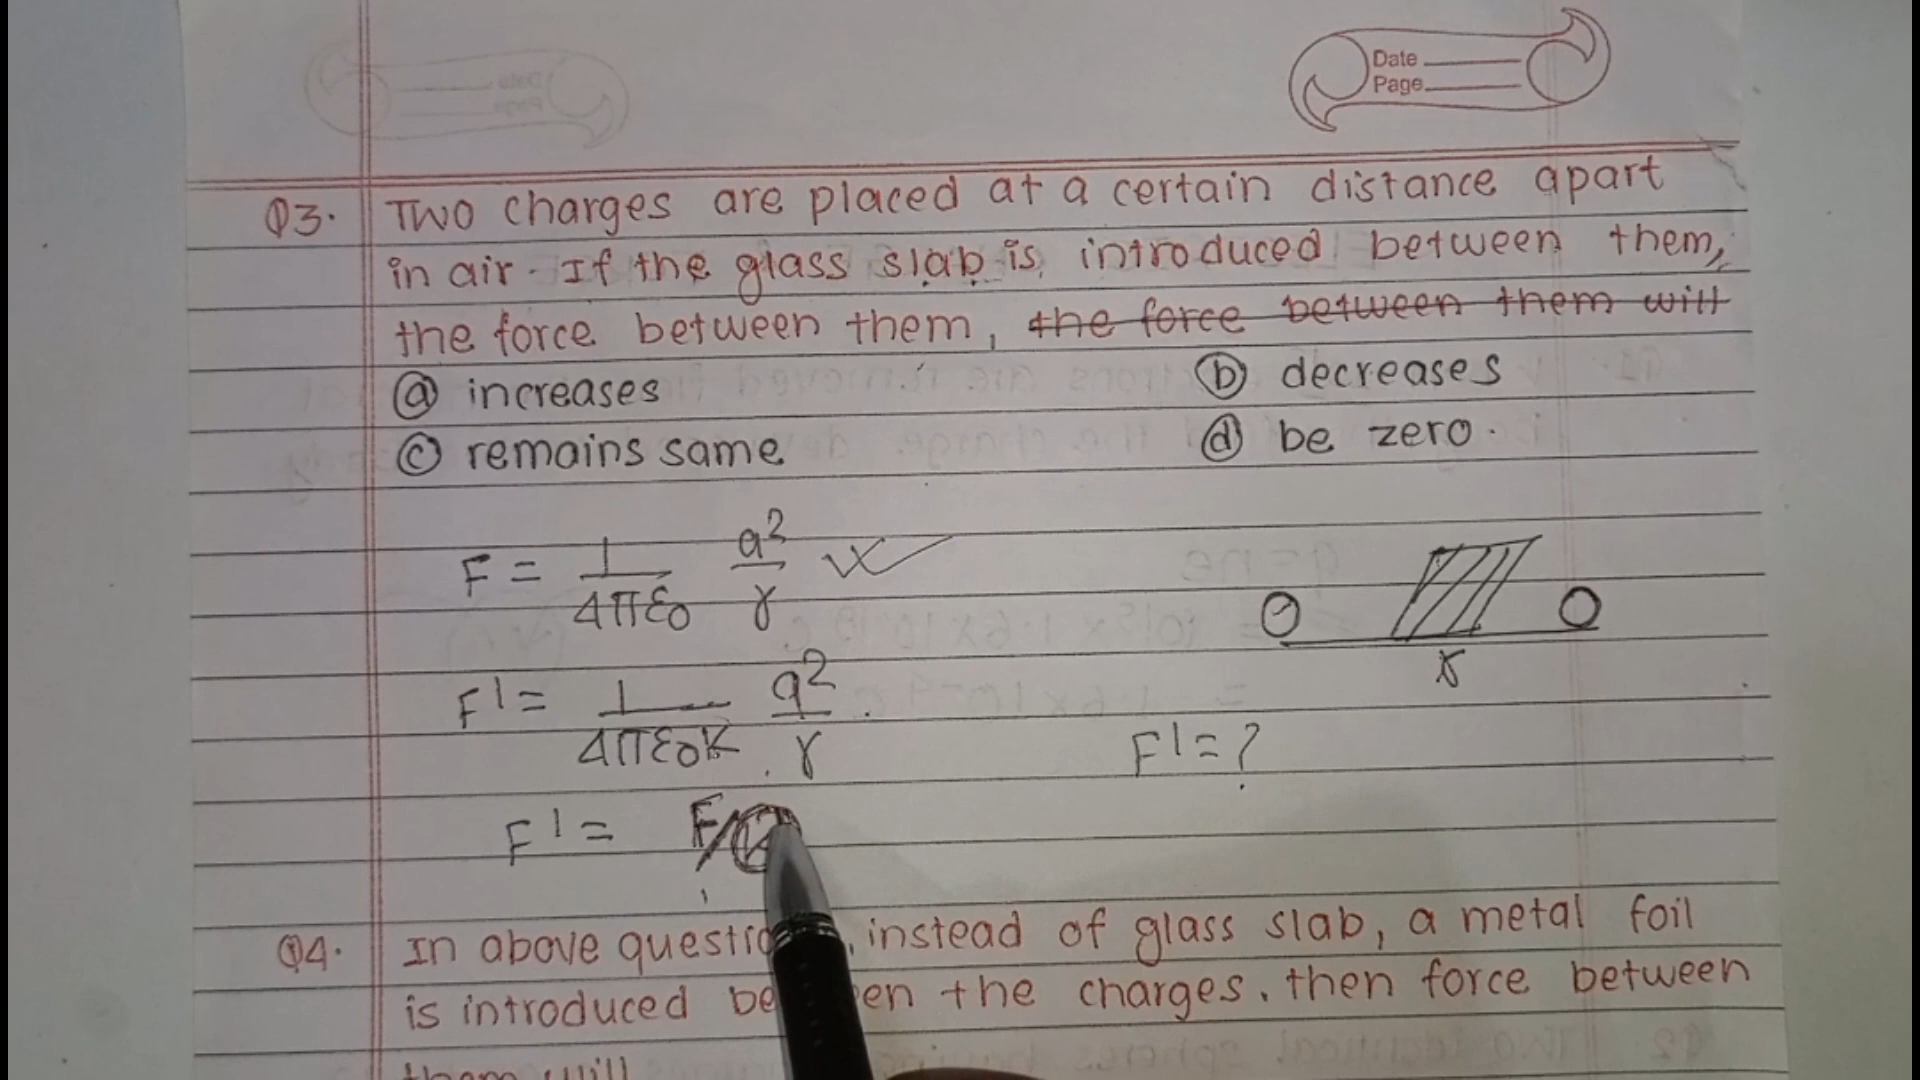 Date
Page
Q3. Two charges are placed at a certain distance apart
in air. If the glass slab is introduced between them,
the force between them, the force between them will
ⓐ increases ⓑ decreases
ⓒ remains same ⓓ be zero.
F = 1/4πε0 q²/r
F' = 1/4πε0K q²/r
r
F' = ?
F' = F/
Q4. In above instead of glass slab, a metal foil
is introduced the charges. then force between
them will